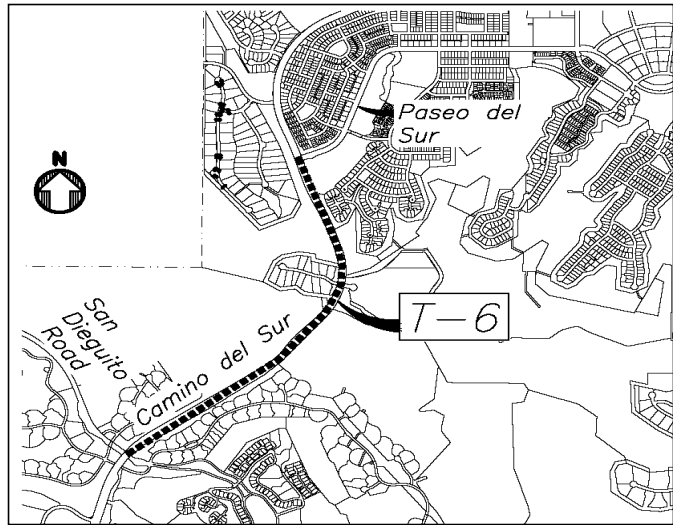 Paseo del
Sur
N
T-6
San
Dieguito
Road
Camino del Sur